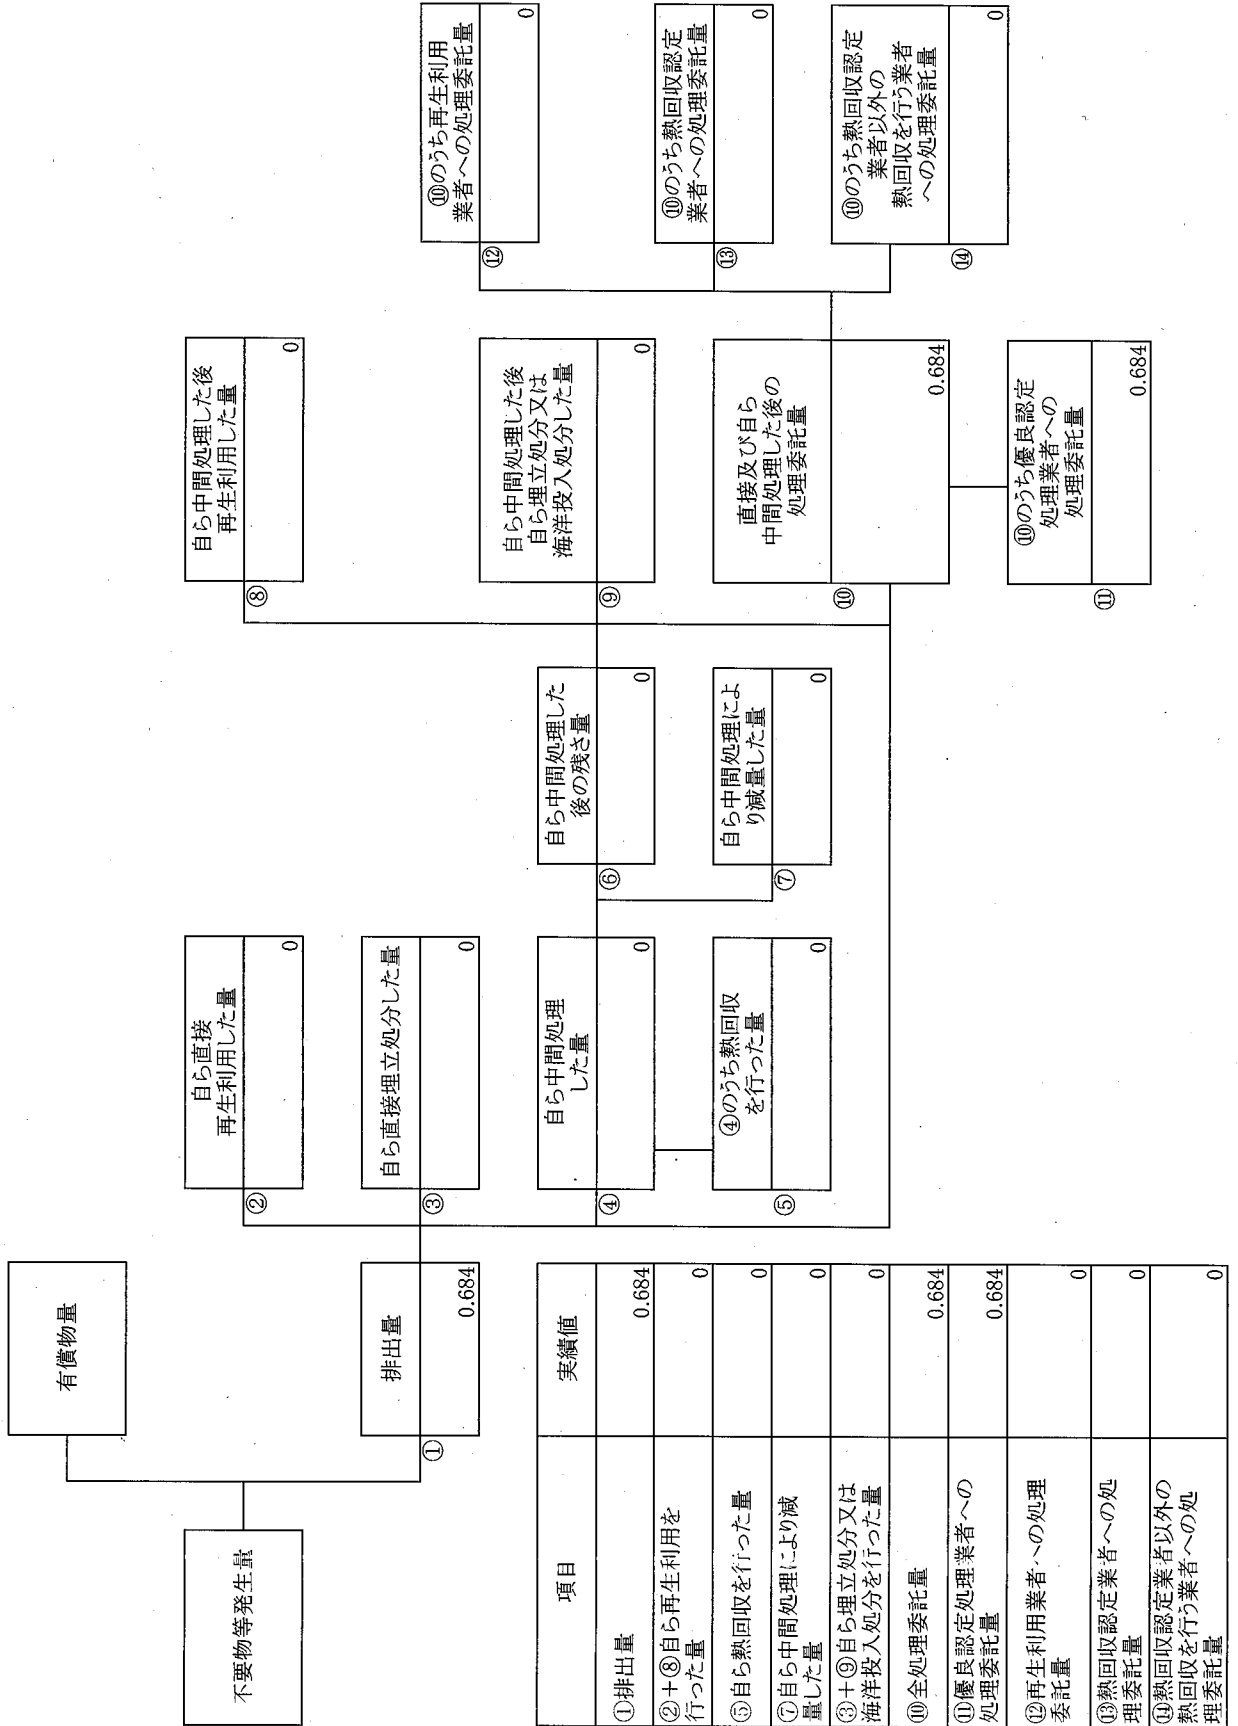 不要物等発生量
有償物量
排出量
①
0.684
自ら直接
再生利用した量
②
0
自ら直接埋立処分した量
③
0
自ら中間処理
した量
④
0
④のうち熱回収
を行った量
⑤
0
自ら中間処理した
後の残さ量
⑥
0
自ら中間処理によ
り減量した量
⑦
0
自ら中間処理した後
再生利用した量
⑧
0
自ら中間処理した後
自ら埋立処分又は
海洋投入処分した量
⑨
0
直接及び自ら
中間処理した後の
処理委託量
⑩
0.684
⑩のうち優良認定
処理業者への
処理委託量
⑪
0.684
⑩のうち再生利用
業者への処理委託量
⑫
0
⑩のうち熱回収認定
業者への処理委託量
⑬
0
⑩のうち熱回収認定
業者以外の
熱回収を行う業者
への処理委託量
⑭
0
項目 実績値
①排出量 0.684
②+⑧自ら再生利用を
行った量 0
⑤自ら熱回収を行った量 0
⑦自ら中間処理により減
量した量 0
③+⑨自ら埋立処分又は
海洋投入処分を行った量 0
⑩全処理委託量 0.684
⑪優良認定処理業者への
処理委託量 0.684
⑫再生利用業者への処理
委託量 0
⑬熱回収認定業者への処
理委託量 0
⑭熱回収認定業者以外の
熱回収を行う業者への処
理委託量 0